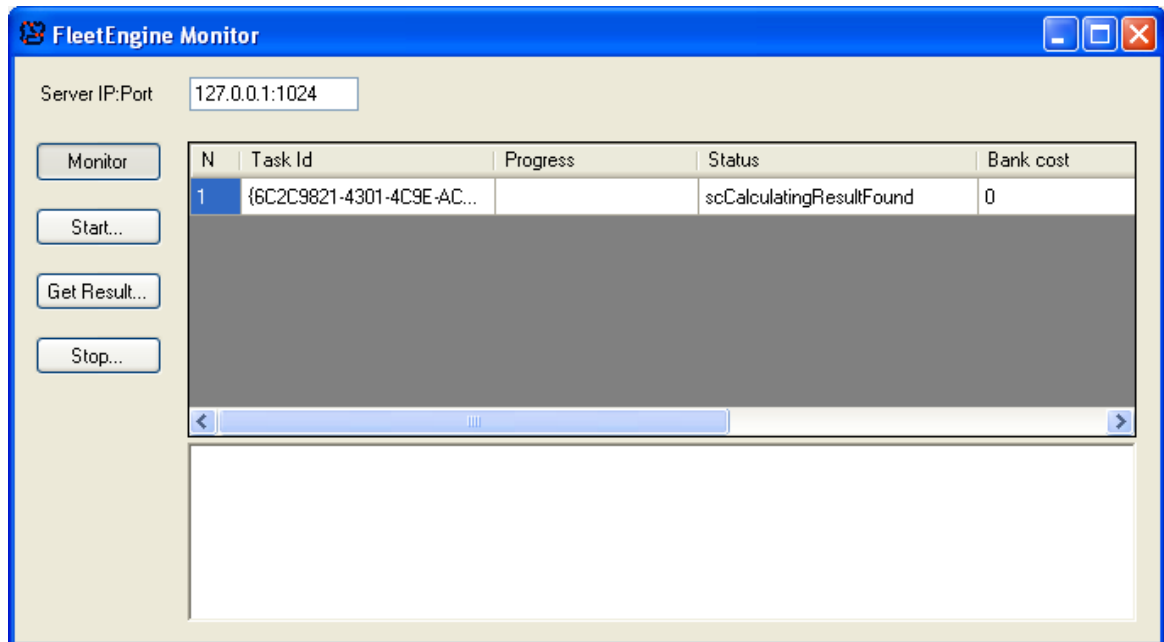 FleetEngine Monitor
Server IP:Port 127.0.0.1:1024
Monitor
N Task Id Progress Status Bank cost
1 {6C2C9821-4301-4C9E-AC... scCalculatingResultFound 0
Start...
Get Result...
Stop...